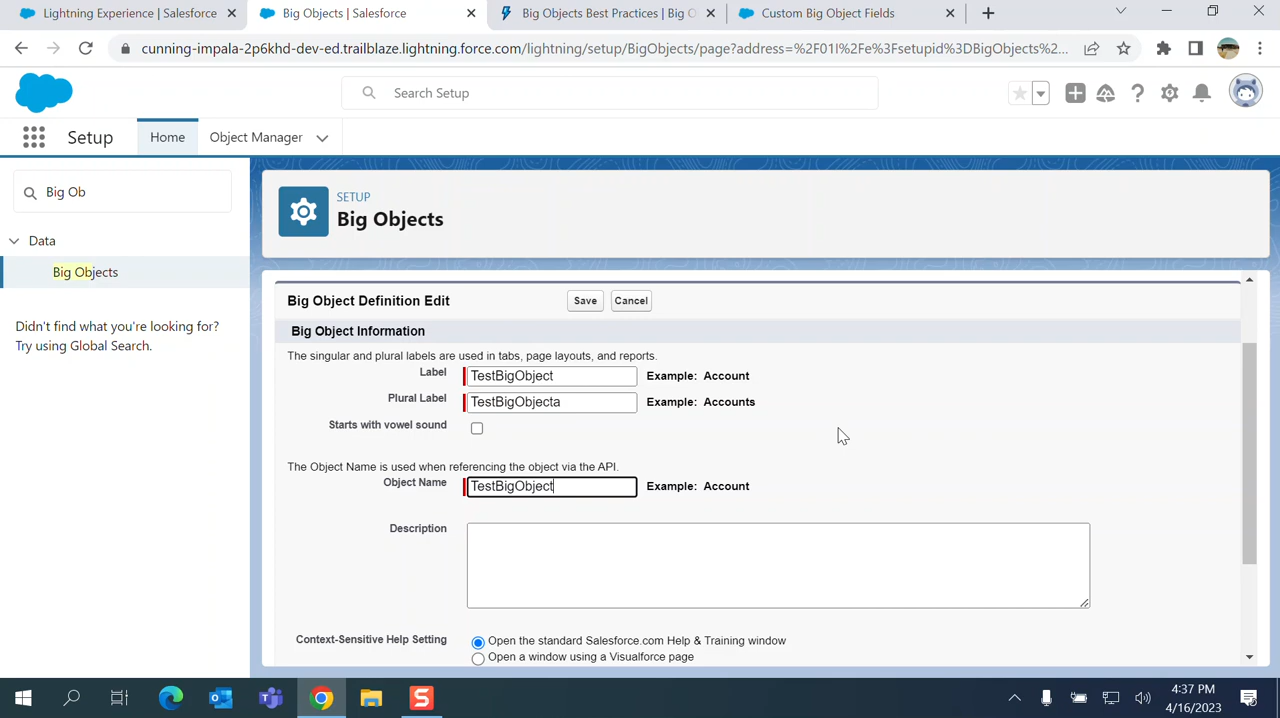 Lightning Experience | Salesforce
Big Objects | Salesforce
Big Objects Best Practices | Big O
Custom Big Object Fields
cunning-impala-2p6khd-dev-ed.trailblaze.lightning.force.com/lightning/setup/BigObjects/page?address=%2F01I%2Fe%3Fsetupid%3DBigObjects%2...
Search Setup
Setup
Home
Object Manager
Big Ob
Data
Big Objects
Didn't find what you're looking for?
Try using Global Search.
SETUP
Big Objects
Big Object Definition Edit
Save
Cancel
Big Object Information
The singular and plural labels are used in tabs, page layouts, and reports.
Label
TestBigObject
Example: Account
Plural Label
TestBigObjecta
Example: Accounts
Starts with vowel sound
The Object Name is used when referencing the object via the API.
Object Name
TestBigObject
Example: Account
Description
Context-Sensitive Help Setting
Open the standard Salesforce.com Help & Training window
Open a window using a Visualforce page
4:37 PM
4/16/2023